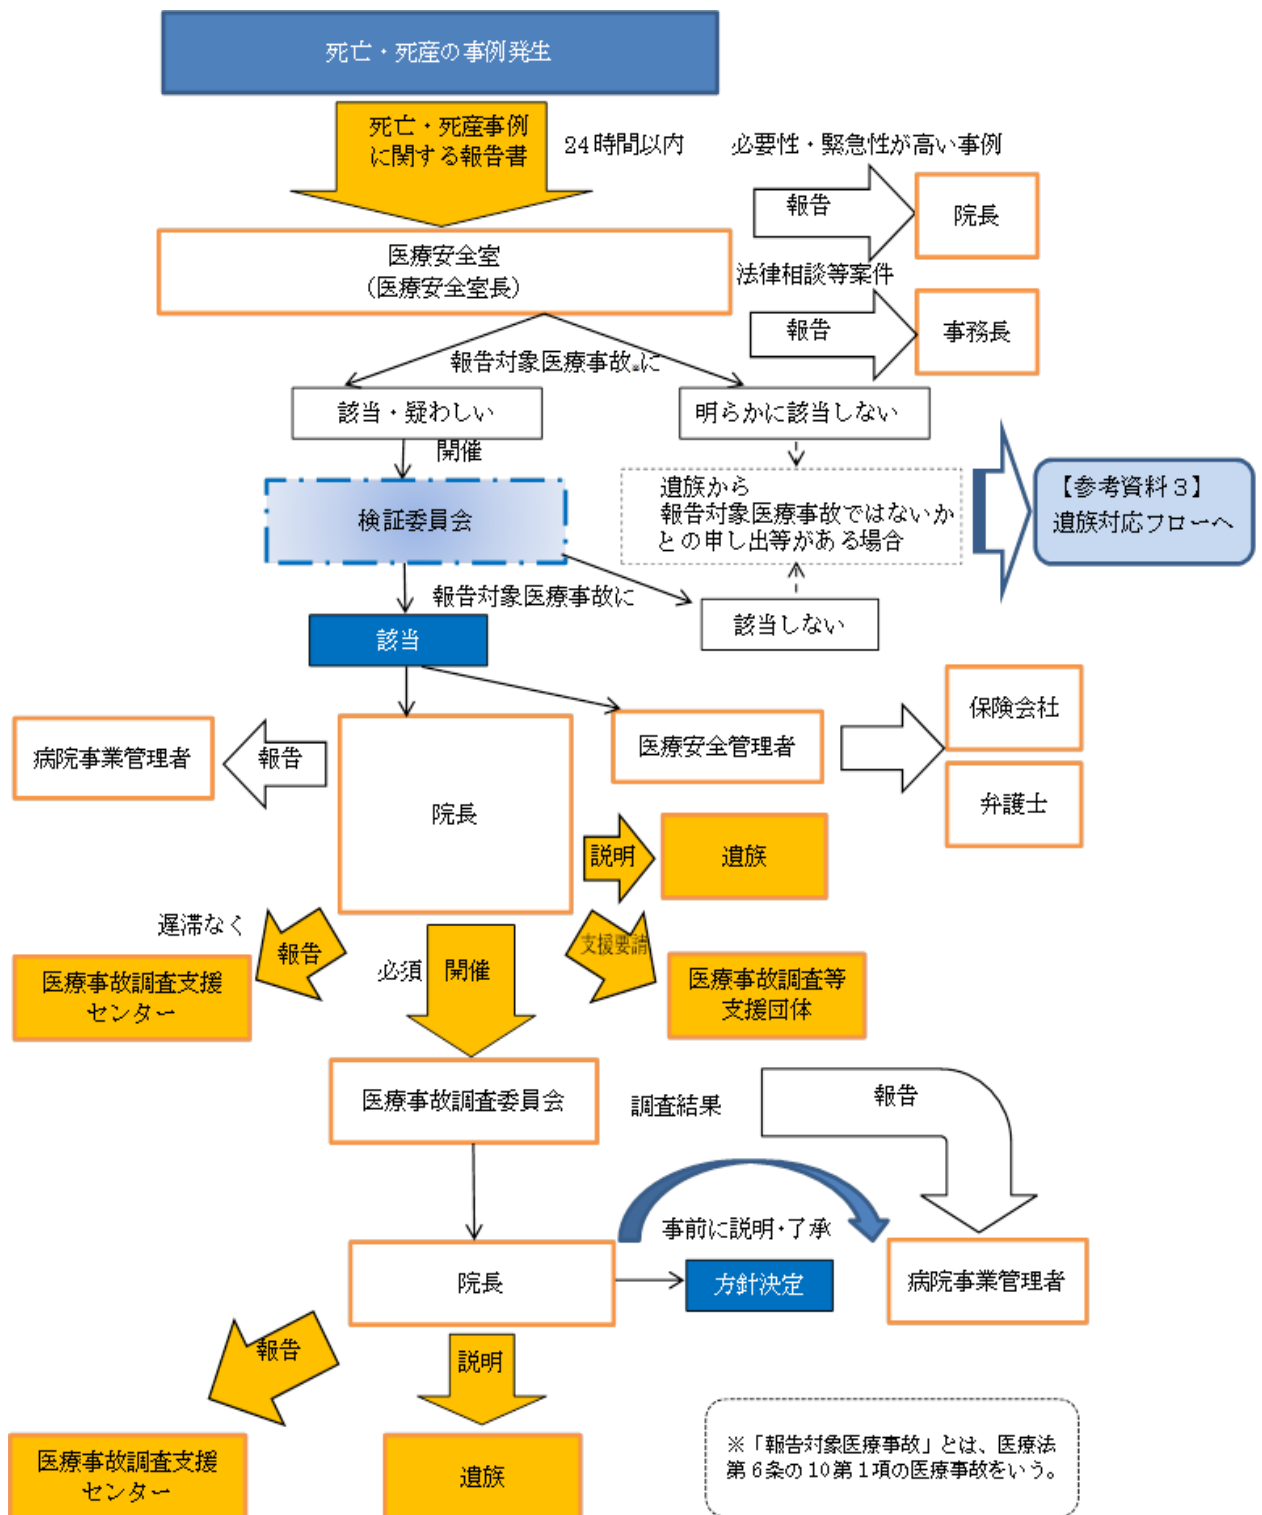 死亡・死産の事例発生
死亡・死産事例
に関する報告書
24時間以内
必要性・緊急性が高い事例
報告
院長
医療安全室
（医療安全室長）
法律相談等案件
報告
事務長
報告対象医療事故※に
該当・疑わしい
明らかに該当しない
開催
検証委員会
遺族から
報告対象医療事故ではないか
との申し出等がある場合
【参考資料３】
遺族対応フローへ
報告対象医療事故に
該当しない
該当
病院事業管理者
報告
院長
医療安全管理者
保険会社
弁護士
説明
遺族
遅滞なく
報告
医療事故調査支援
センター
必須
開催
支援要請
医療事故調査等
支援団体
医療事故調査委員会
調査結果
報告
事前に説明・了承
院長
方針決定
病院事業管理者
報告
説明
医療事故調査支援
センター
遺族
※「報告対象医療事故」とは、医療法
第６条の10第１項の医療事故をいう。